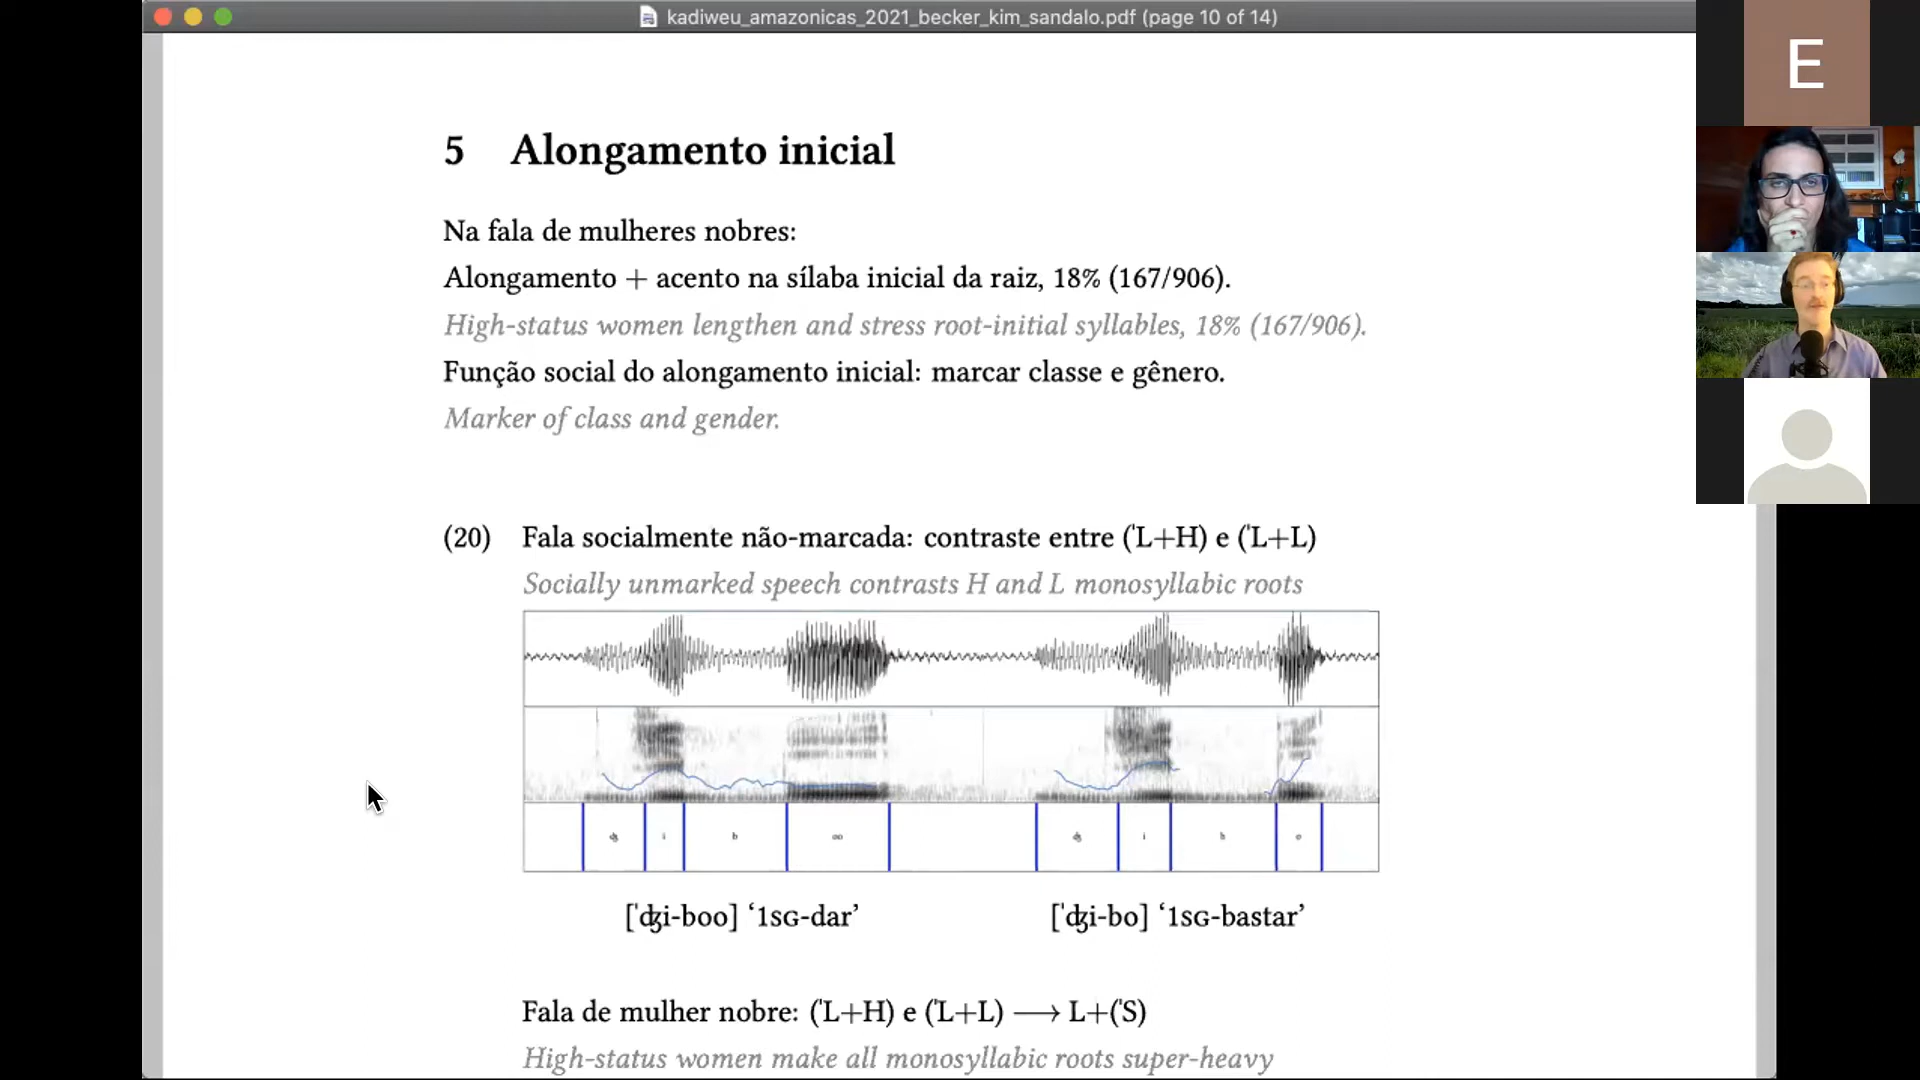 kadiweu_amazonicas_2021_becker_kim_sandalo.pdf (page 10 of 14)
E
5 Alongamento inicial
Na fala de mulheres nobres:
Alongamento + acento na sílaba inicial da raiz, 18% (167/906).
High-status women lengthen and stress root-initial syllables, 18% (167/906).
Função social do alongamento inicial: marcar classe e gênero.
Marker of class and gender.
(20) Fala socialmente não-marcada: contraste entre (ˈL+H) e (ˈL+L)
Socially unmarked speech contrasts H and L monosyllabic roots
ʤ i b oo ʤ i b o
[ˈʤi-boo] ‘1SG-dar’ [ˈʤi-bo] ‘1SG-bastar’
Fala de mulher nobre: (ˈL+H) e (ˈL+L) ⟶ L+(ˈS)
High-status women make all monosyllabic roots super-heavy